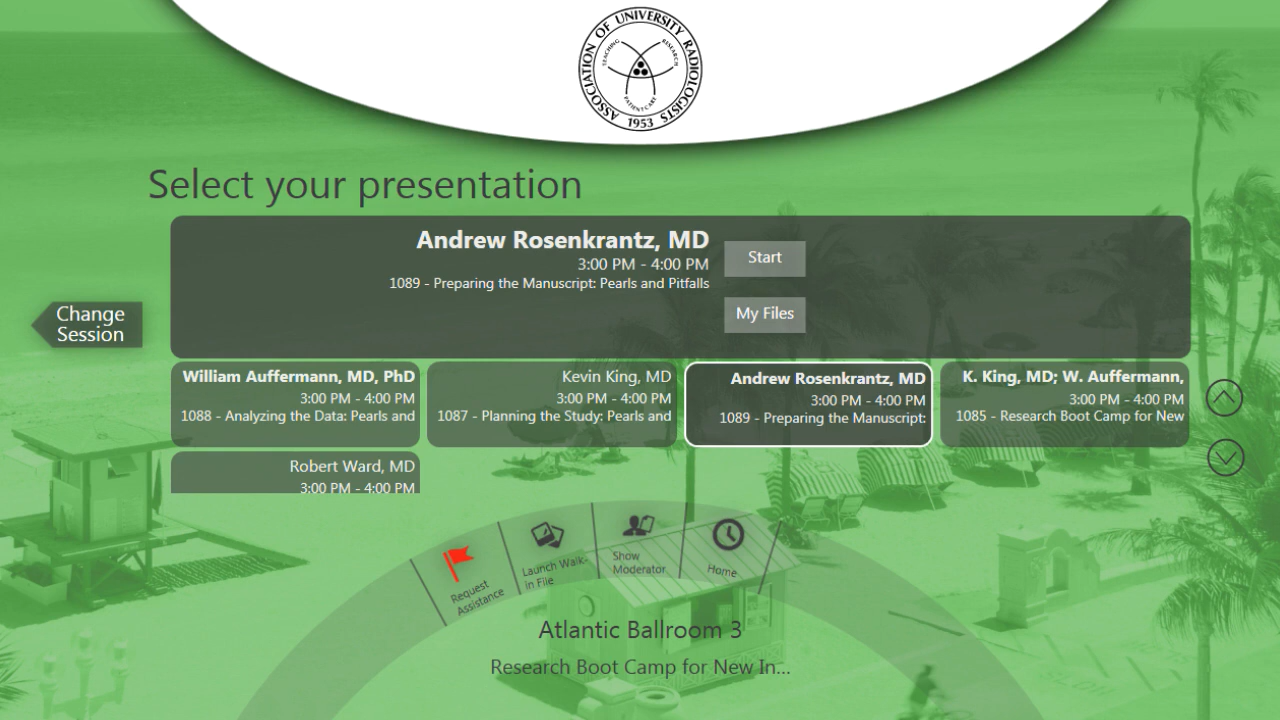 ASSOCIATION OF UNIVERSITY RADIOLOGISTS
TEACHING
RESEARCH
PATIENT CARE
1953
Select your presentation
Andrew Rosenkrantz, MD
3:00 PM - 4:00 PM
1089 - Preparing the Manuscript: Pearls and Pitfalls
Start
My Files
Change
Session
William Auffermann, MD, PhD
3:00 PM - 4:00 PM
1088 - Analyzing the Data: Pearls and
Kevin King, MD
3:00 PM - 4:00 PM
1087 - Planning the Study: Pearls and
Andrew Rosenkrantz, MD
3:00 PM - 4:00 PM
1089 - Preparing the Manuscript:
K. King, MD; W. Auffermann,
3:00 PM - 4:00 PM
1085 - Research Boot Camp for New
Robert Ward, MD
3:00 PM - 4:00 PM
Request
Assistance
Launch Walk-
in File
Show
Moderator
Home
Atlantic Ballroom 3
Research Boot Camp for New In...